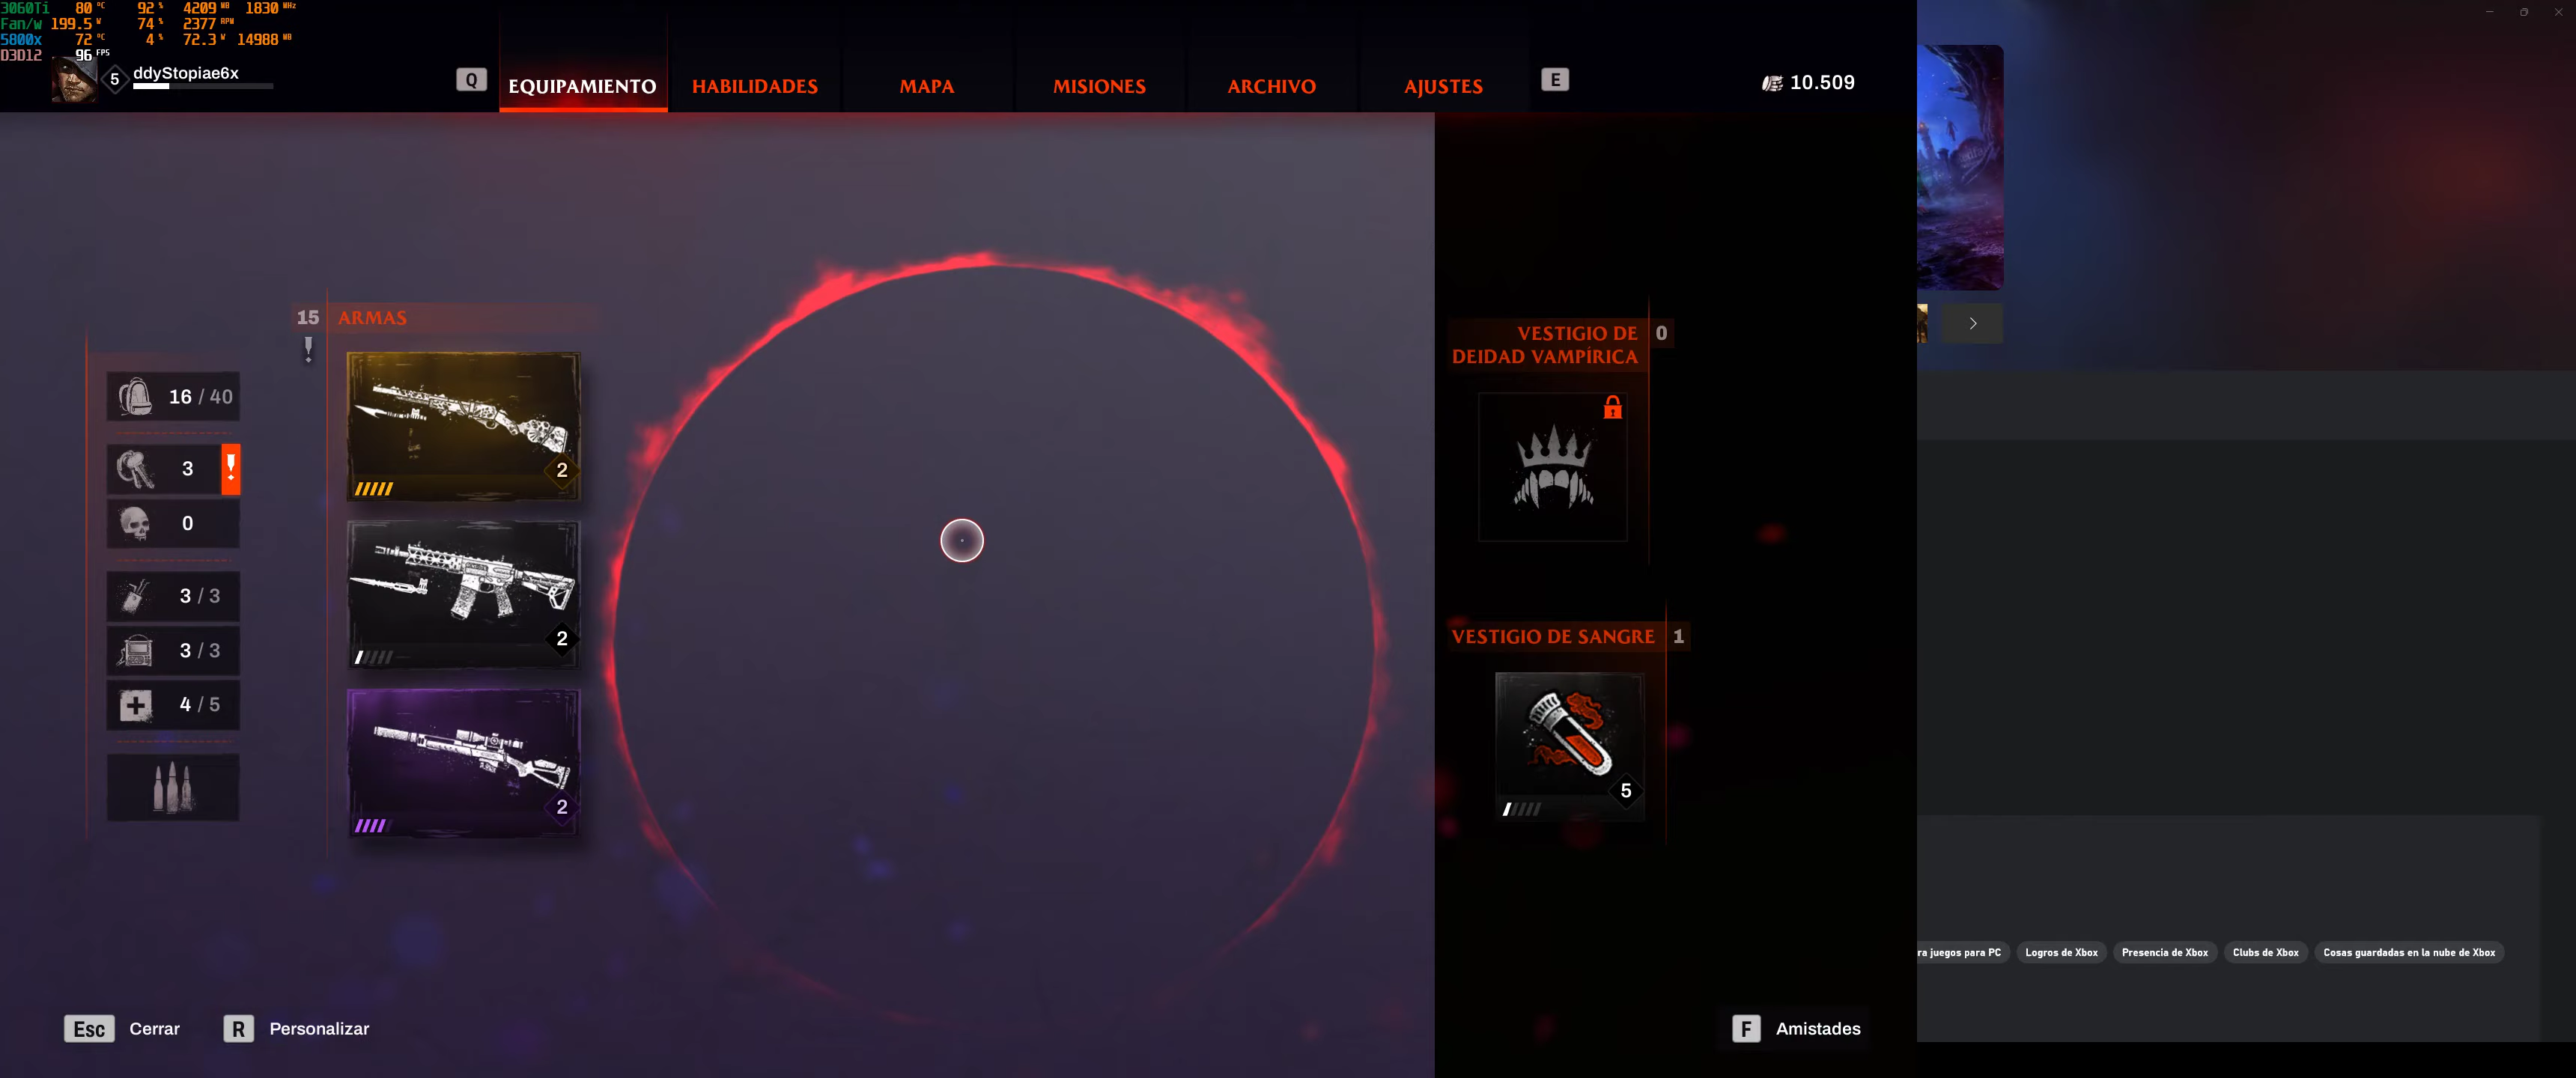 3060Ti 80 °C 92 % 4209 MB 1830 MHz
Fan/w 199.5 W 74 % 2377 RPM
5800x 72 °C 4 % 72.3 W 14988 MB
D3D12 96 FPS
5 ddyStopiae6x
Q EQUIPAMIENTO HABILIDADES MAPA MISIONES ARCHIVO AJUSTES E 10.509
15 ARMAS
16 / 40
3
0
3 / 3
3 / 3
4 / 5
2
2
2
VESTIGIO DE
DEIDAD VAMPÍRICA 0
VESTIGIO DE SANGRE 1
5
ra juegos para PC Logros de Xbox Presencia de Xbox Clubs de Xbox Cosas guardadas en la nube de Xbox
Esc Cerrar R Personalizar F Amistades